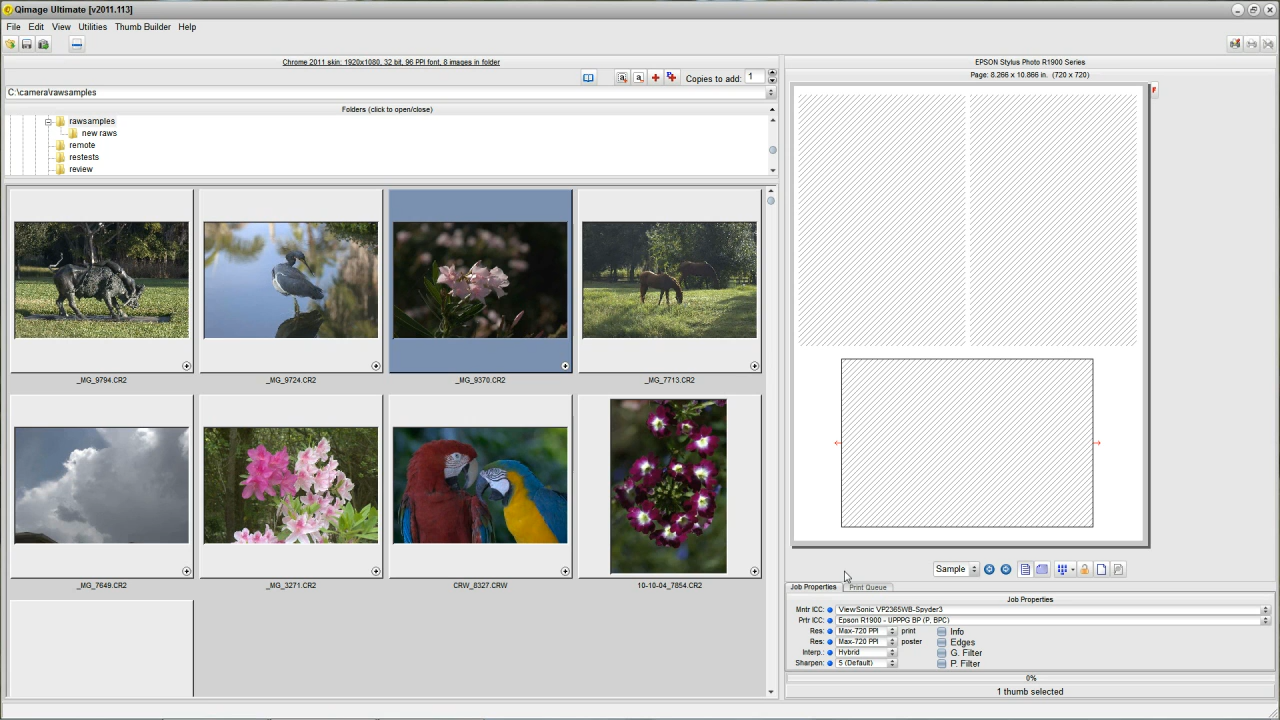 Qimage Ultimate [v2011.113]
File Edit View Utilities Thumb Builder Help
Chrome 2011 skin: 1920x1080, 32 bit, 96 PPI font, 8 images in folder
Copies to add: 1
C:\camera\rawsamples
Folders (click to open/close)
rawsamples
new raws
remote
restests
review
_MG_9794.CR2
_MG_9724.CR2
_MG_9370.CR2
_MG_7713.CR2
_MG_7649.CR2
_MG_3271.CR2
CRW_8327.CRW
10-10-04_7854.CR2
EPSON Stylus Photo R1900 Series
Page: 8.266 x 10.866 in. (720 x 720)
Sample
Job Properties Print Queue
Job Properties
Mntr ICC: ViewSonic VP2365WB-Spyder3
Prtr ICC: Epson R1900 - UPPPG BP (P, BPC)
Res: Max-720 PPI print Info
Res: Max-720 PPI poster Edges
Interp.: Hybrid G. Filter
Sharpen: 5 (Default) P. Filter
0%
1 thumb selected